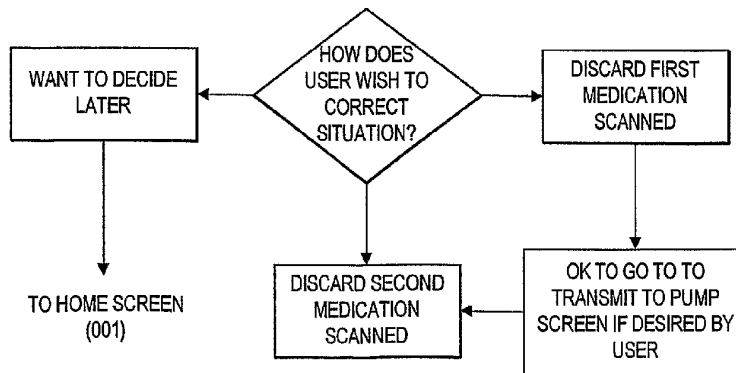 HOW DOES
USER WISH TO
CORRECT
SITUATION?
WANT TO DECIDE
LATER
DISCARD FIRST
MEDICATION
SCANNED
TO HOME SCREEN
(001)
DISCARD SECOND
MEDICATION
SCANNED
OK TO GO TO TO
TRANSMIT TO PUMP
SCREEN IF DESIRED BY
USER